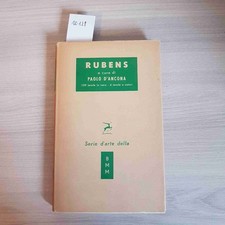 RUBENS
a cura di
PAOLO D'ANCONA
Serie d'arte della
B
M
M